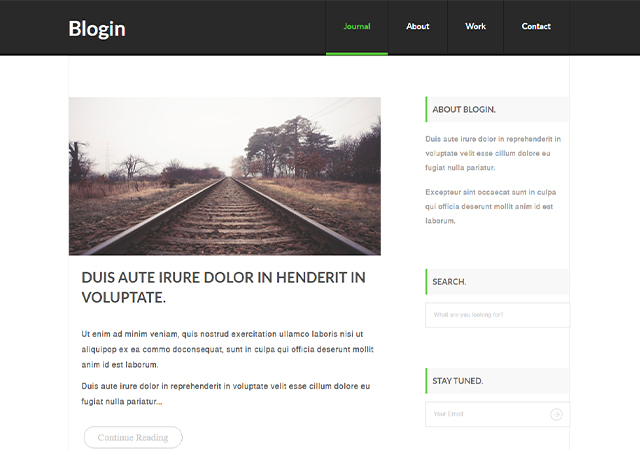 Blogin
Journal
About
Work
Contact
DUIS AUTE IRURE DOLOR IN HENDERIT IN
VOLUPTATE.
Ut enim ad minim veniam, quis nostrud exercitation ullamco laboris nisi ut
aliquipop ex ea commo doconsequat, sunt in culpa qui officia deserunt mollit
anim id est laborum.
Duis aute irure dolor in reprehenderit in voluptate velit esse cillum dolore eu
fugiat nulla pariatur...
Continue Reading
ABOUT BLOGIN.
Duis aute irure dolor in reprehenderit in
voluptate velit esse cillum dolore eu
fugiat nulla pariatur.
Excepteur sint occaecat sunt in culpa
qui officia deserunt mollit anim id est
laborum.
SEARCH.
What are you looking for?
STAY TUNED.
Your Email